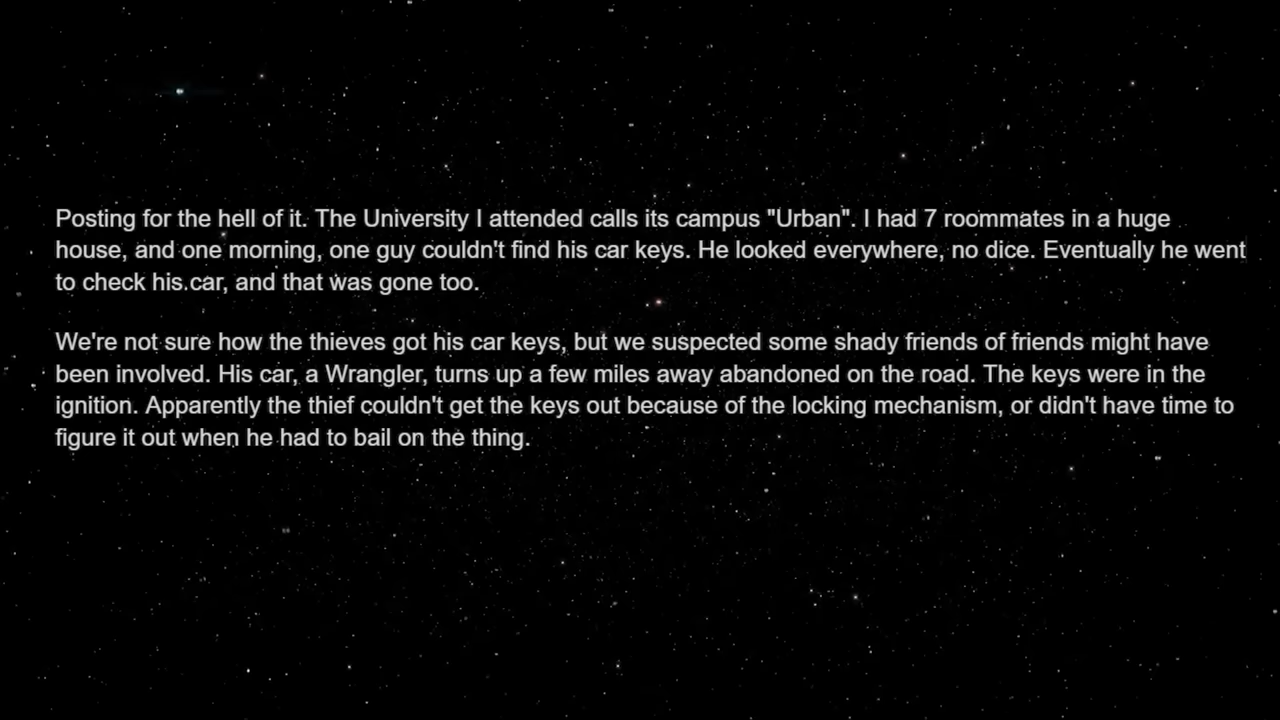 Posting for the hell of it. The University I attended calls its campus "Urban". I had 7 roommates in a huge
house, and one morning, one guy couldn't find his car keys. He looked everywhere, no dice. Eventually he went
to check his car, and that was gone too.
We're not sure how the thieves got his car keys, but we suspected some shady friends of friends might have
been involved. His car, a Wrangler, turns up a few miles away abandoned on the road. The keys were in the
ignition. Apparently the thief couldn't get the keys out because of the locking mechanism, or didn't have time to
figure it out when he had to bail on the thing.